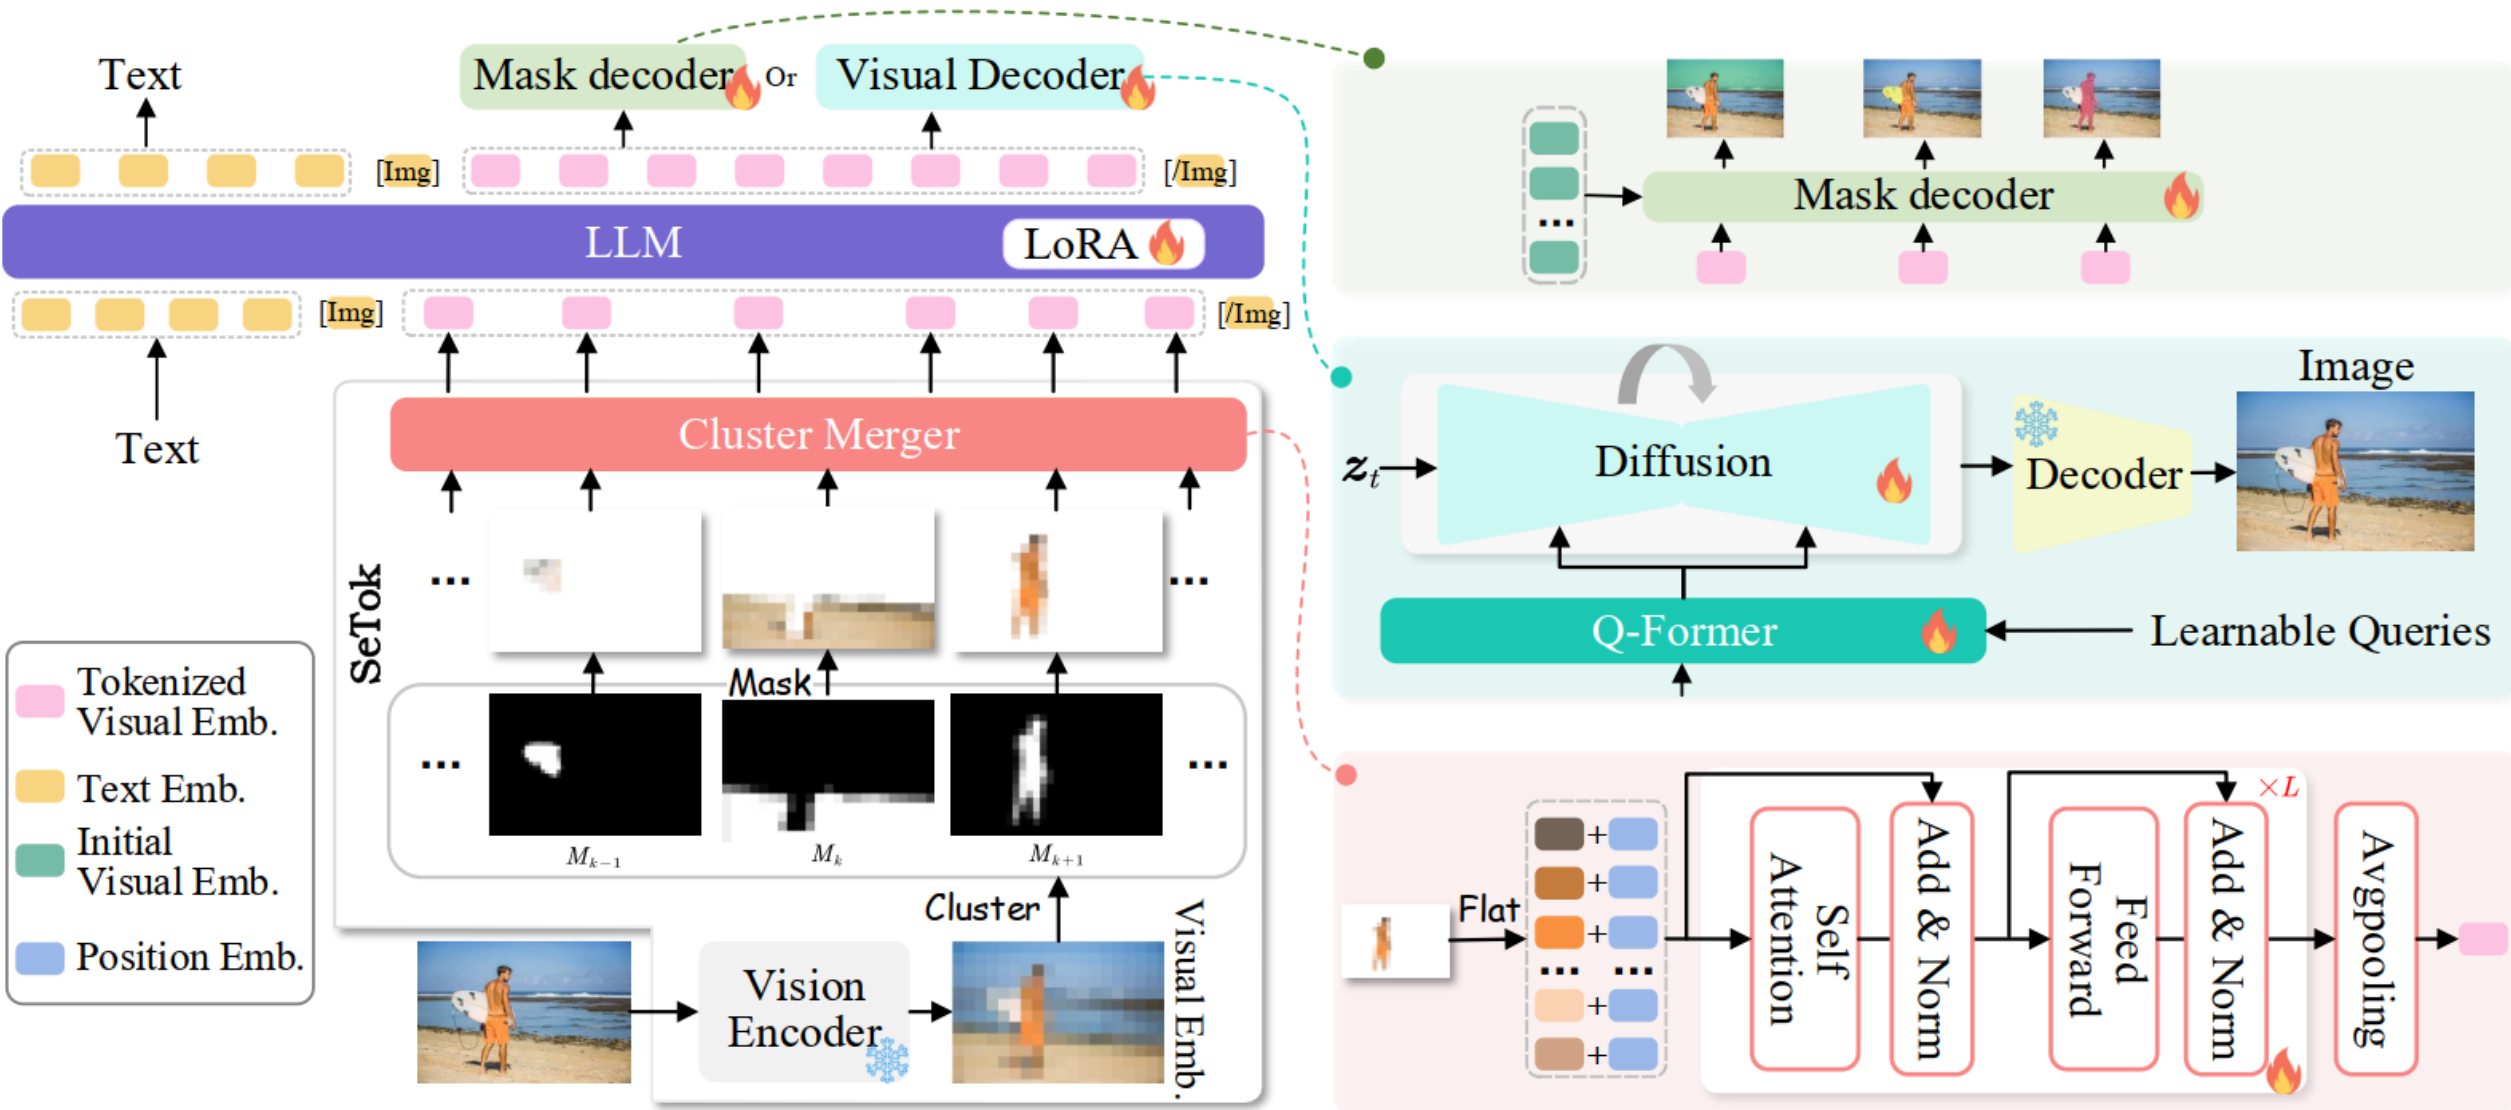 Text
Mask decoder
Or
Visual Decoder
[Img]
[/Img]
LLM
LoRA
[Img]
[/Img]
Text
Cluster Merger
SeTok
...
...
Mask
...
...
M_{k-1}
M_k
M_{k+1}
Cluster
Vision
Encoder
Visual Emb.
Tokenized
Visual Emb.
Text Emb.
Initial
Visual Emb.
Position Emb.
...
Mask decoder
Image
z_t
Diffusion
Decoder
Q-Former
Learnable Queries
Flat
+
+
+
... ...
+
+
Self
Attention
Add & Norm
Feed
Forward
Add & Norm
×L
Avgpooling